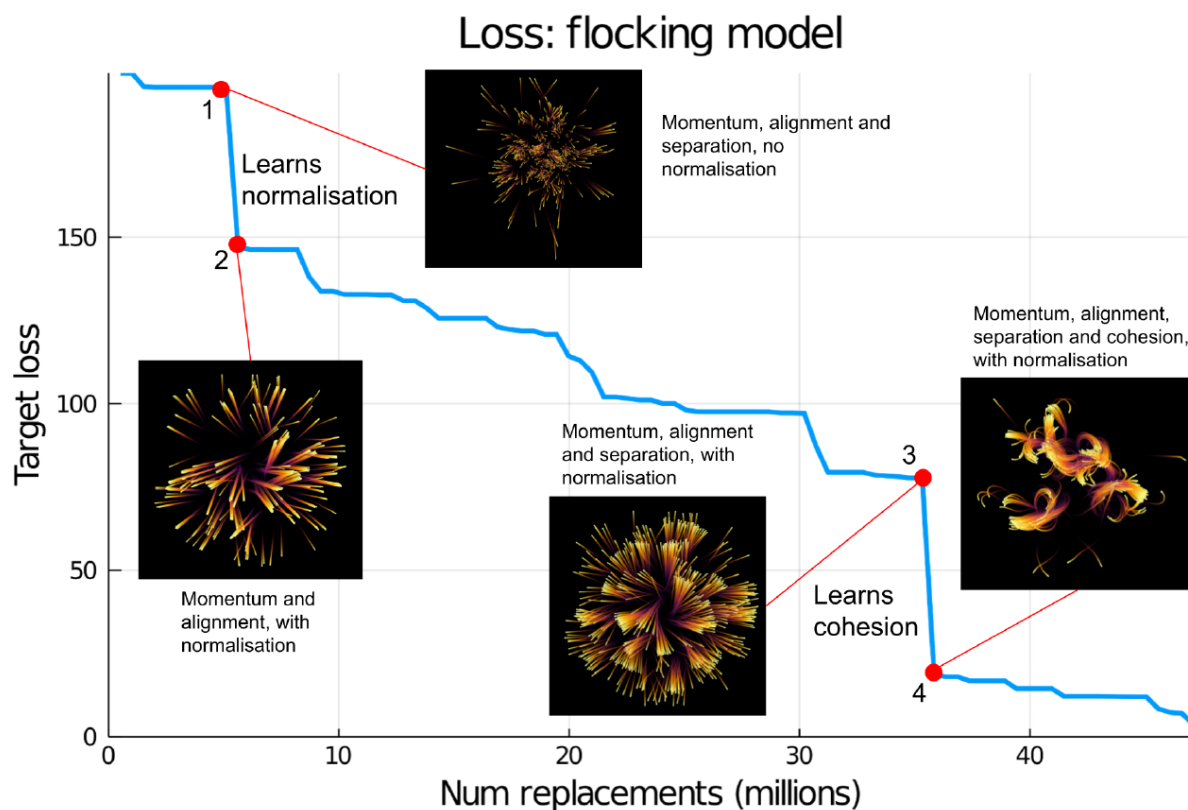 Loss: flocking model
1
Learns
normalisation
Momentum, alignment and
separation, no
normalisation
150
2
Target loss
Momentum, alignment,
separation and cohesion,
with normalisation
100
Momentum, alignment
and separation, with
normalisation
3
50
Momentum and
alignment, with
normalisation
Learns
cohesion
4
0
0
10
20
30
40
Num replacements (millions)